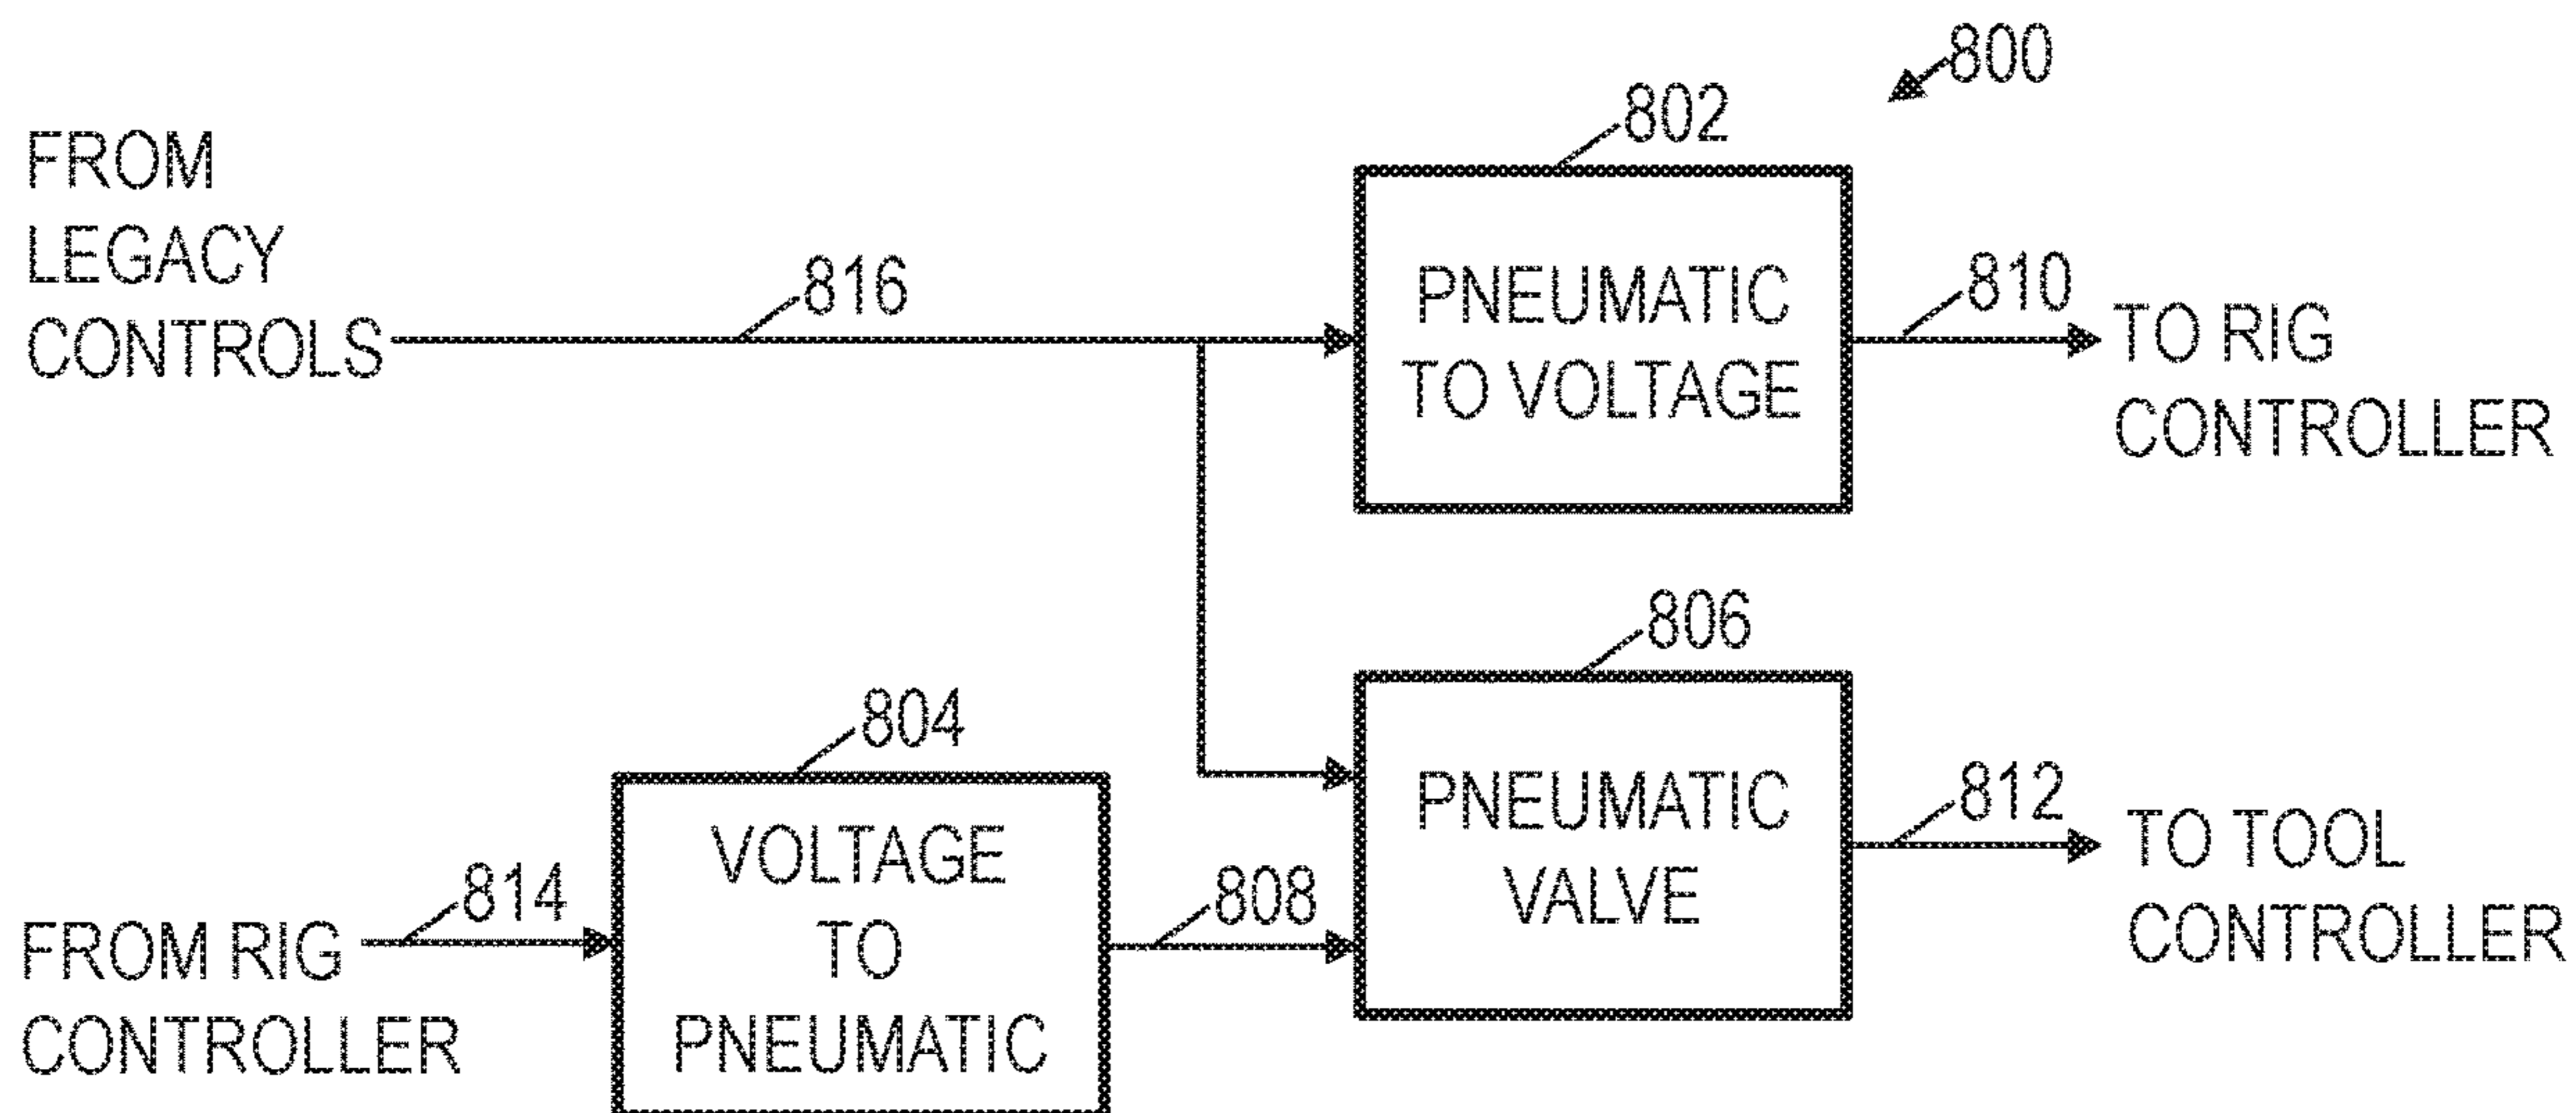 800
802
FROM
LEGACY
CONTROLS
816
PNEUMATIC
TO VOLTAGE
810
TO RIG
CONTROLLER
806
804
PNEUMATIC
VALVE
812
TO TOOL
CONTROLLER
VOLTAGE
TO
PNEUMATIC
814
808
FROM RIG
CONTROLLER